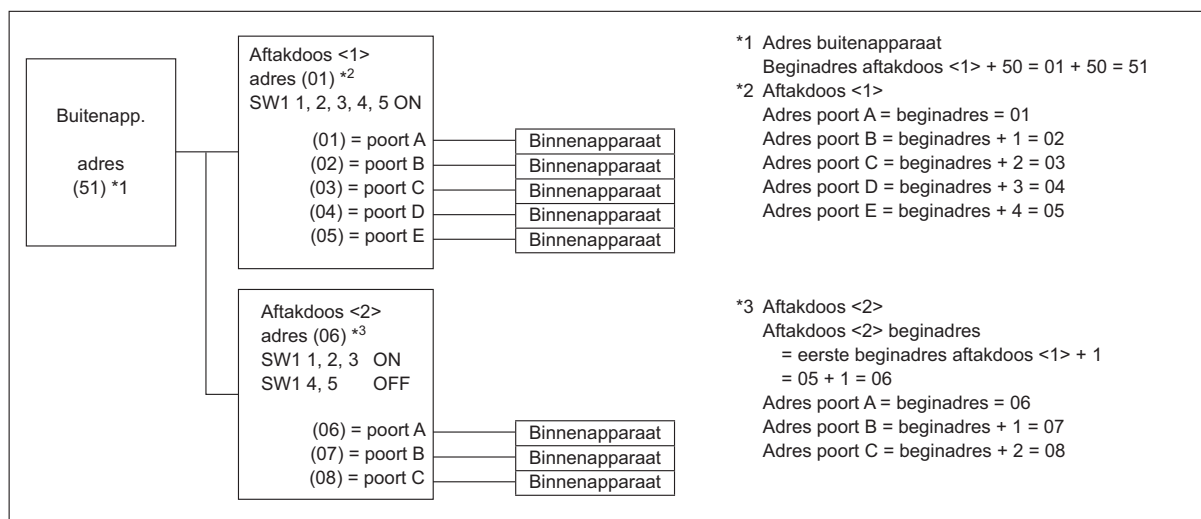 Buitenapp.
adres
(51) *1
Aftakdoos <1>
adres (01) *2
SW1 1, 2, 3, 4, 5 ON
(01) = poort A
(02) = poort B
(03) = poort C
(04) = poort D
(05) = poort E
Binnenapparaat
Binnenapparaat
Binnenapparaat
Binnenapparaat
Binnenapparaat
Aftakdoos <2>
adres (06) *3
SW1 1, 2, 3 ON
SW1 4, 5 OFF
(06) = poort A
(07) = poort B
(08) = poort C
Binnenapparaat
Binnenapparaat
Binnenapparaat
*1 Adres buitenapparaat
Beginadres aftakdoos <1> + 50 = 01 + 50 = 51
*2 Aftakdoos <1>
Adres poort A = beginadres = 01
Adres poort B = beginadres + 1 = 02
Adres poort C = beginadres + 2 = 03
Adres poort D = beginadres + 3 = 04
Adres poort E = beginadres + 4 = 05
*3 Aftakdoos <2>
Aftakdoos <2> beginadres
= eerste beginadres aftakdoos <1> + 1
= 05 + 1 = 06
Adres poort A = beginadres = 06
Adres poort B = beginadres + 1 = 07
Adres poort C = beginadres + 2 = 08